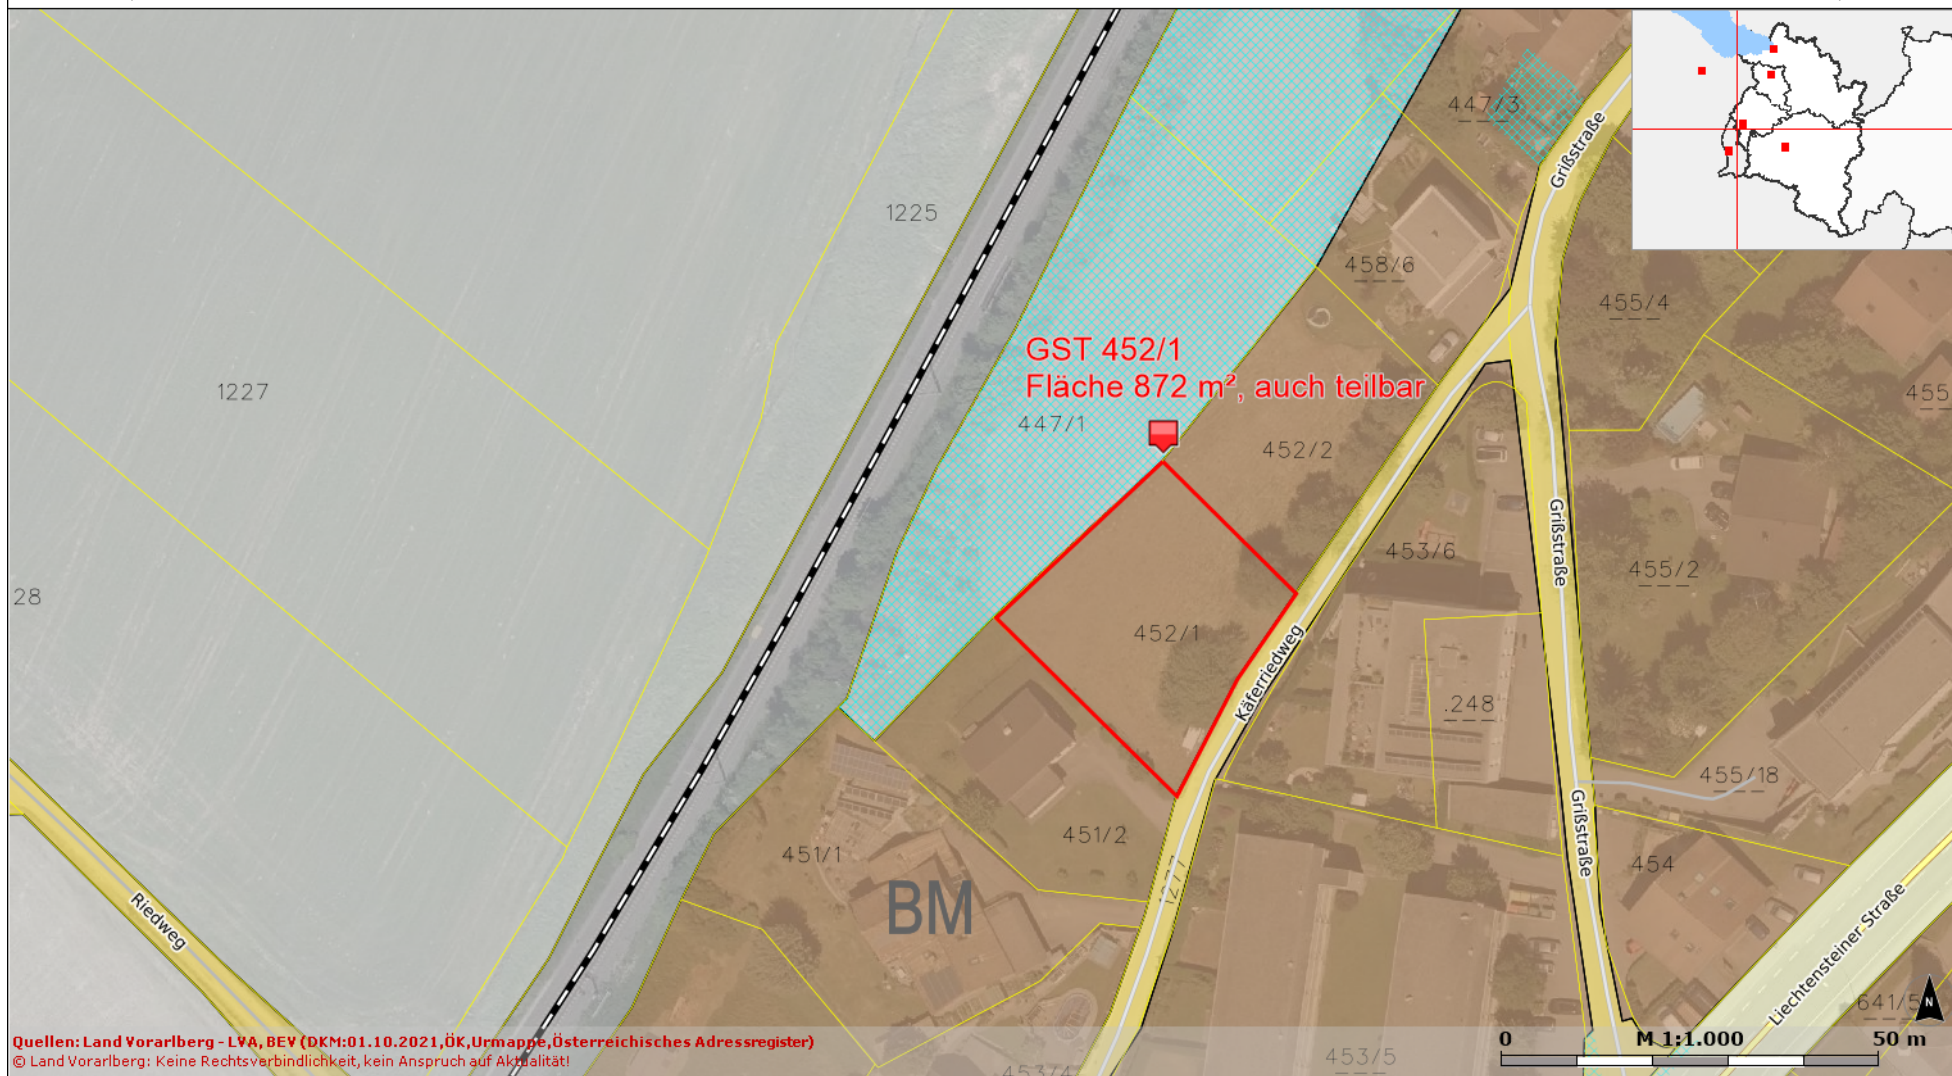 447/3
Grißstraße
1225
458/6
455/4
GST 452/1
Fläche 872 m², auch teilbar
1227
455
447/1
452/2
Grißstraße
453/6
455/2
28
452/1
Käferriedweg
.248
455/18
Grißstraße
451/2
451/1
454
1277
BM
Riedweg
Liechtensteiner Straße
641/5
N
Quellen: Land Vorarlberg - LVA, BEV (DKM:01.10.2021,ÖK,Urmappe,Österreichisches Adressregister)
© Land Vorarlberg: Keine Rechtsverbindlichkeit, kein Anspruch auf Aktualität!
0 M 1:1.000 50 m
453/5
453/4